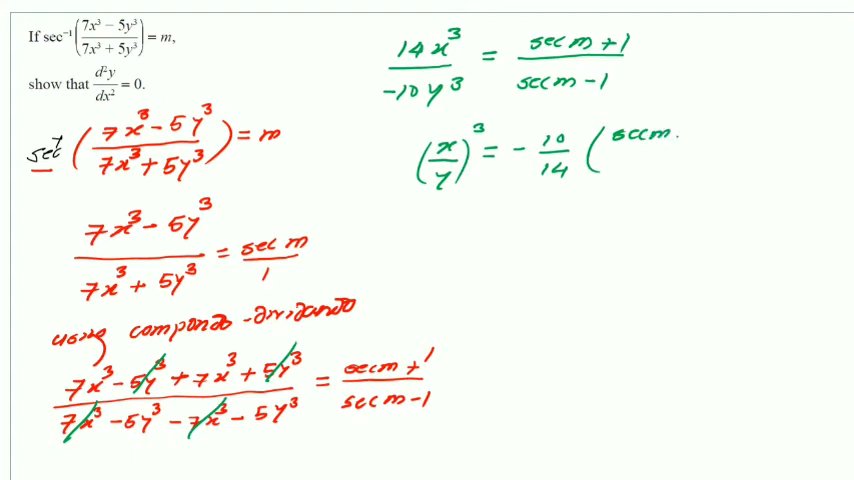 If sec⁻¹ ( (7x³ − 5y³) / (7x³ + 5y³) ) = m,
show that d²y/dx² = 0.
sec⁻¹ ( (7x³ − 5y³) / (7x³ + 5y³) ) = m
(7x³ − 5y³) / (7x³ + 5y³) = sec m / 1
using compondo - dividendo
(7x³ − 5y³ + 7x³ + 5y³) / (7x³ − 5y³ − 7x³ − 5y³) = (sec m + 1) / (sec m − 1)
14x³ / −10y³ = (sec m + 1) / (sec m − 1)
(x/y)³ = − 10/14 ( sec m